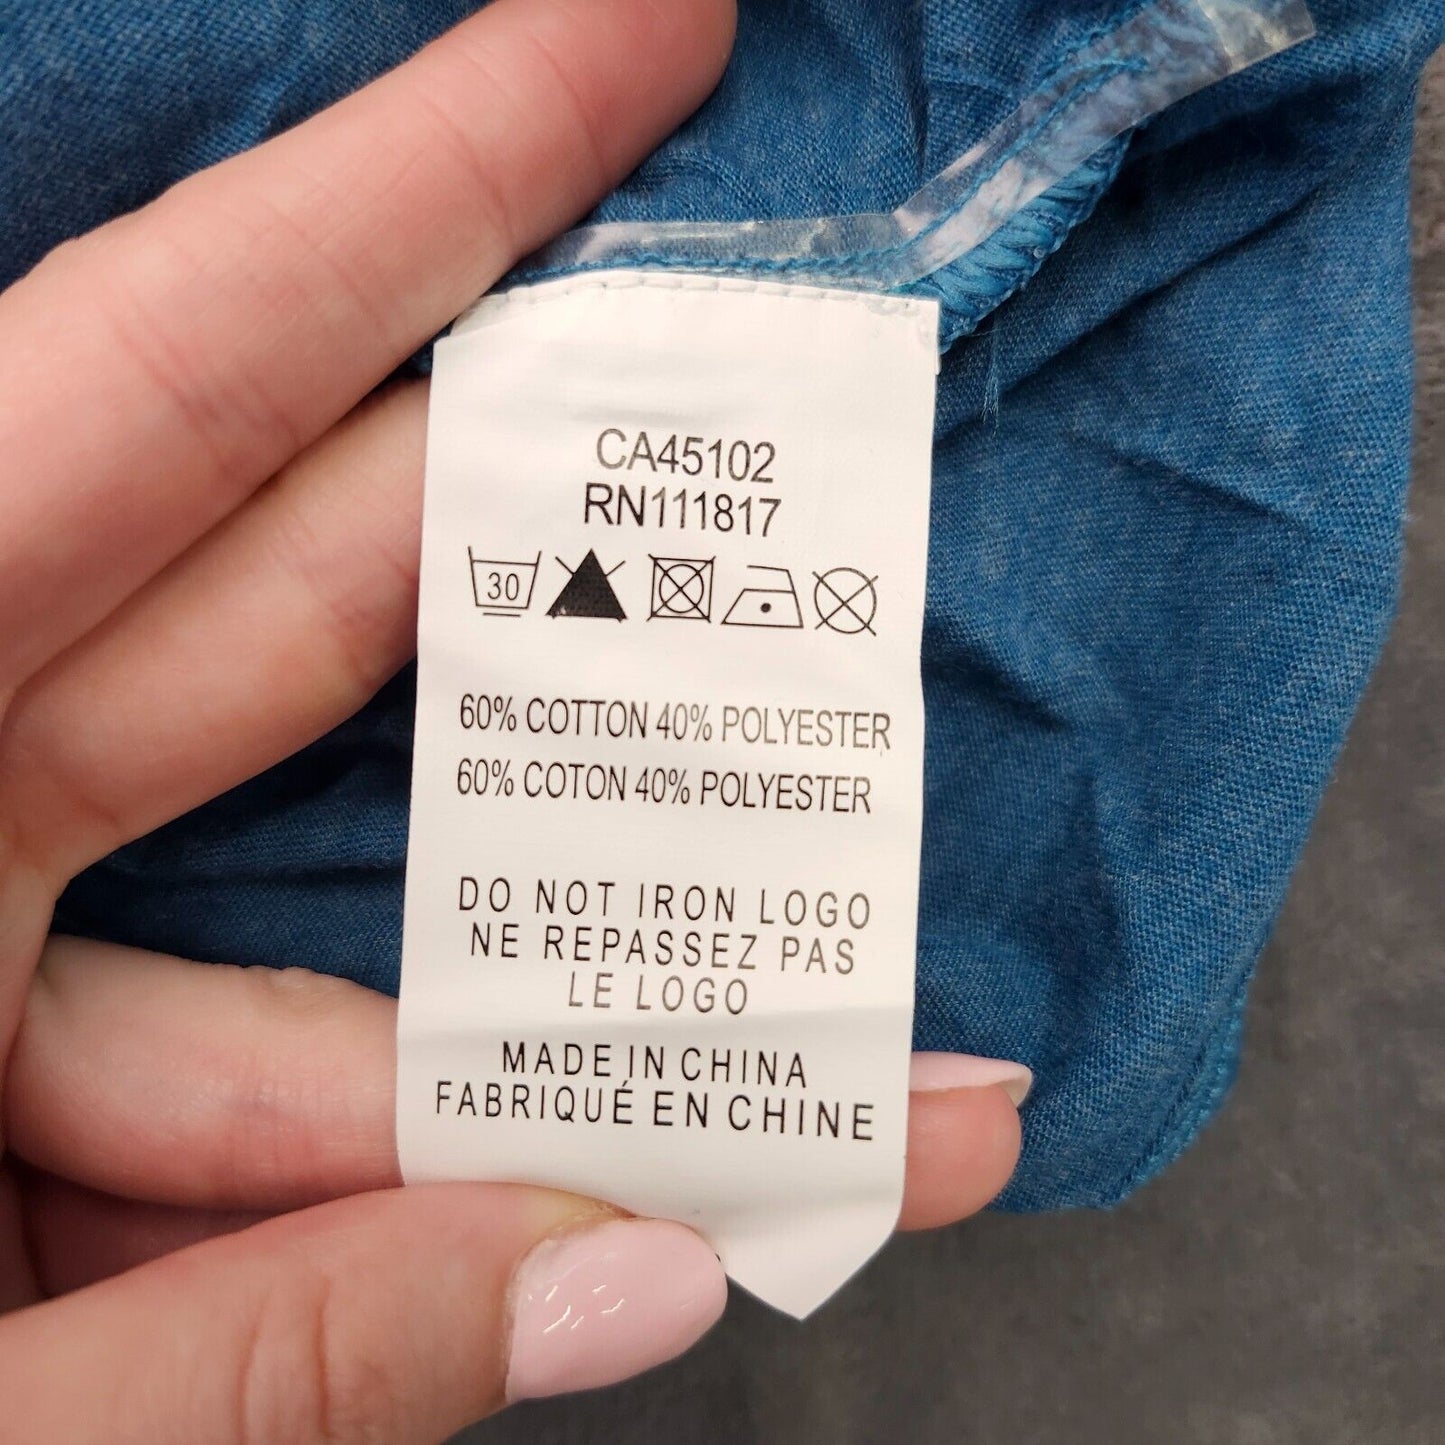 CA45102
RN111817
30
60% COTTON 40% POLYESTER
60% COTON 40% POLYESTER
DO NOT IRON LOGO
NE REPASSEZ PAS
LE LOGO
MADE IN CHINA
FABRIQUÉ EN CHINE